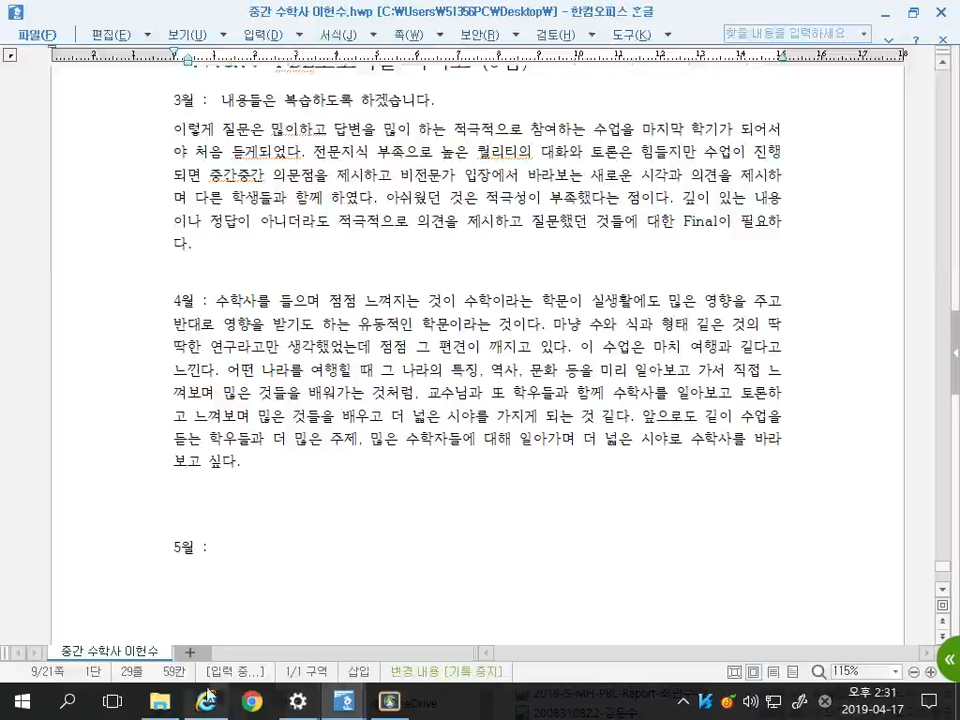 중간 수학사 이헌수.hwp [C:₩Users₩51356PC₩Desktop₩] - 한컴오피스 한글
파일(F) 편집(E) 보기(U) 입력(D) 서식(J) 쪽(W) 보안(R) 검토(H) 도구(K) 찾을 내용을 입력하세요
2 1 0 1 2 3 4 5 6 7 8 9 10 11 12 13 14 15 16 17 18
3월 : 내용들은 복습하도록 하겠습니다.
이렇게 질문은 많이하고 답변을 많이 하는 적극적으로 참여하는 수업을 마지막 학기가 되어서
야 처음 듣게되었다. 전문지식 부족으로 높은 퀄리티의 대화와 토론은 힘들지만 수업이 진행
되면 중간중간 의문점을 제시하고 비전문가 입장에서 바라보는 새로운 시각과 의견을 제시하
며 다른 학생들과 함께 하였다. 아쉬웠던 것은 적극성이 부족했다는 점이다. 깊이 있는 내용
이나 정답이 아니더라도 적극적으로 의견을 제시하고 질문했던 것들에 대한 Final이 필요하
다.
4월 : 수학사를 들으며 점점 느껴지는 것이 수학이라는 학문이 실생활에도 많은 영향을 주고
반대로 영향을 받기도 하는 유동적인 학문이라는 것이다. 마냥 수와 식과 형태 같은 것의 딱
딱한 연구라고만 생각했었는데 점점 그 편견이 깨지고 있다. 이 수업은 마치 여행과 같다고
느낀다. 어떤 나라를 여행할 때 그 나라의 특징, 역사, 문화 등을 미리 알아보고 가서 직접 느
껴보며 많은 것들을 배워가는 것처럼, 교수님과 또 학우들과 함께 수학사를 알아보고 토론하
고 느껴보며 많은 것들을 배우고 더 넓은 시야를 가지게 되는 것 같다. 앞으로도 같이 수업을
듣는 학우들과 더 많은 주제, 많은 수학자들에 대해 알아가며 더 넓은 시야로 수학사를 바라
보고 싶다.
5월 :
중간 수학사 이헌수
9/21쪽 1단 29줄 59칸 [입력 중...] 1/1 구역 삽입 변경 내용 [기록 중지] 115%
오후 2:31
2019-04-17